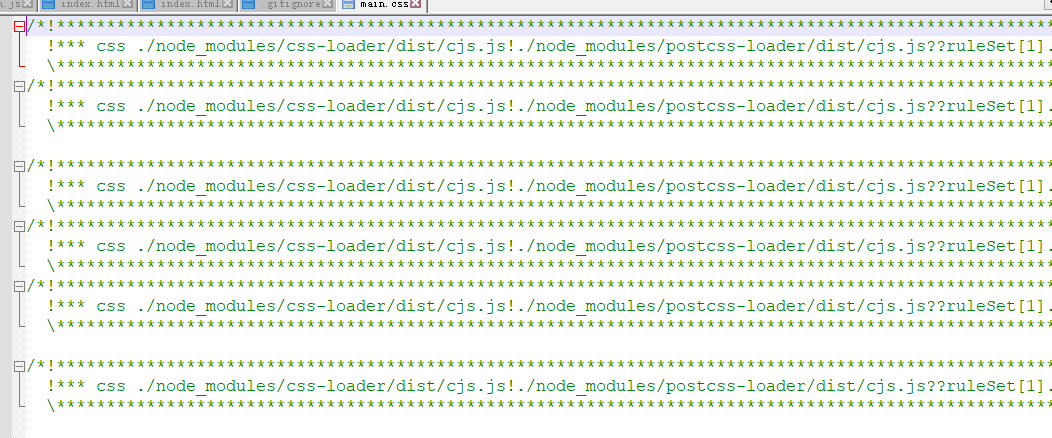 n.js index.html index.html .gitignore main.css
/*!****************************************************************************************************
!*** css ./node_modules/css-loader/dist/cjs.js!./node_modules/postcss-loader/dist/cjs.js??ruleSet[1].
\****************************************************************************************************
/*!****************************************************************************************************
!*** css ./node_modules/css-loader/dist/cjs.js!./node_modules/postcss-loader/dist/cjs.js??ruleSet[1].
\****************************************************************************************************
/*!****************************************************************************************************
!*** css ./node_modules/css-loader/dist/cjs.js!./node_modules/postcss-loader/dist/cjs.js??ruleSet[1].
\****************************************************************************************************
/*!****************************************************************************************************
!*** css ./node_modules/css-loader/dist/cjs.js!./node_modules/postcss-loader/dist/cjs.js??ruleSet[1].
\****************************************************************************************************
/*!****************************************************************************************************
!*** css ./node_modules/css-loader/dist/cjs.js!./node_modules/postcss-loader/dist/cjs.js??ruleSet[1].
\****************************************************************************************************
/*!****************************************************************************************************
!*** css ./node_modules/css-loader/dist/cjs.js!./node_modules/postcss-loader/dist/cjs.js??ruleSet[1].
\****************************************************************************************************